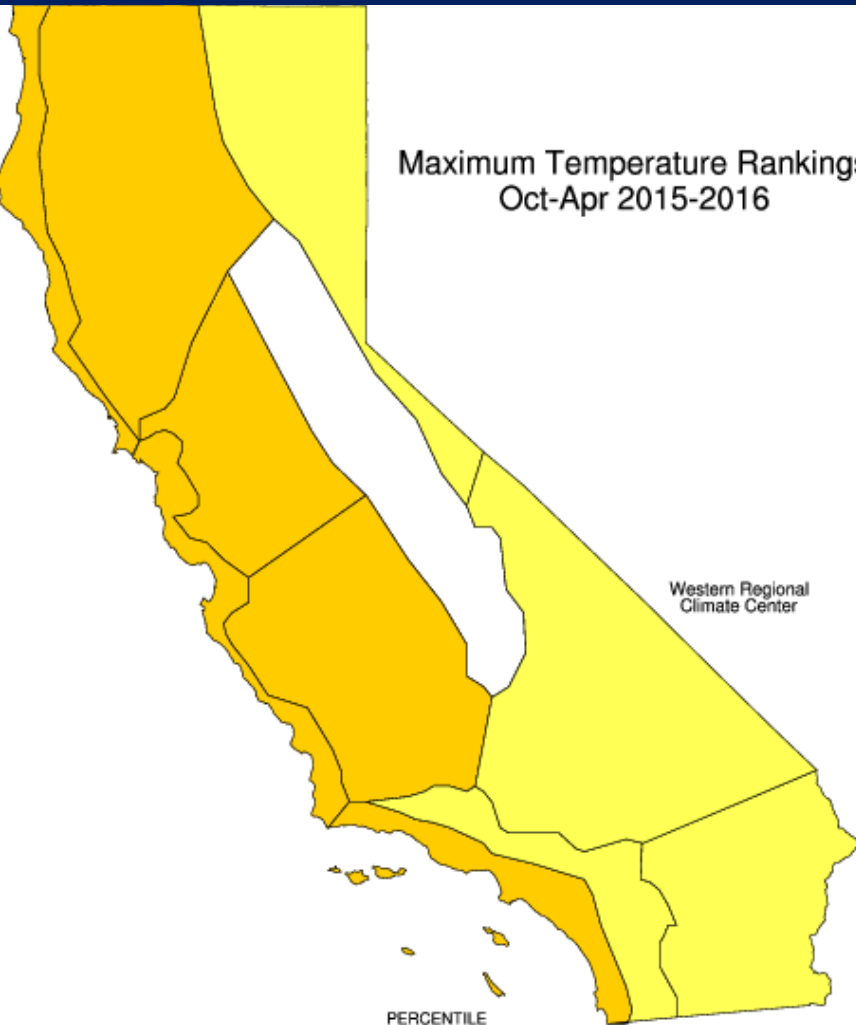 Maximum Temperature Rankings
Oct-Apr 2015-2016
Western Regional
Climate Center
PERCENTILE